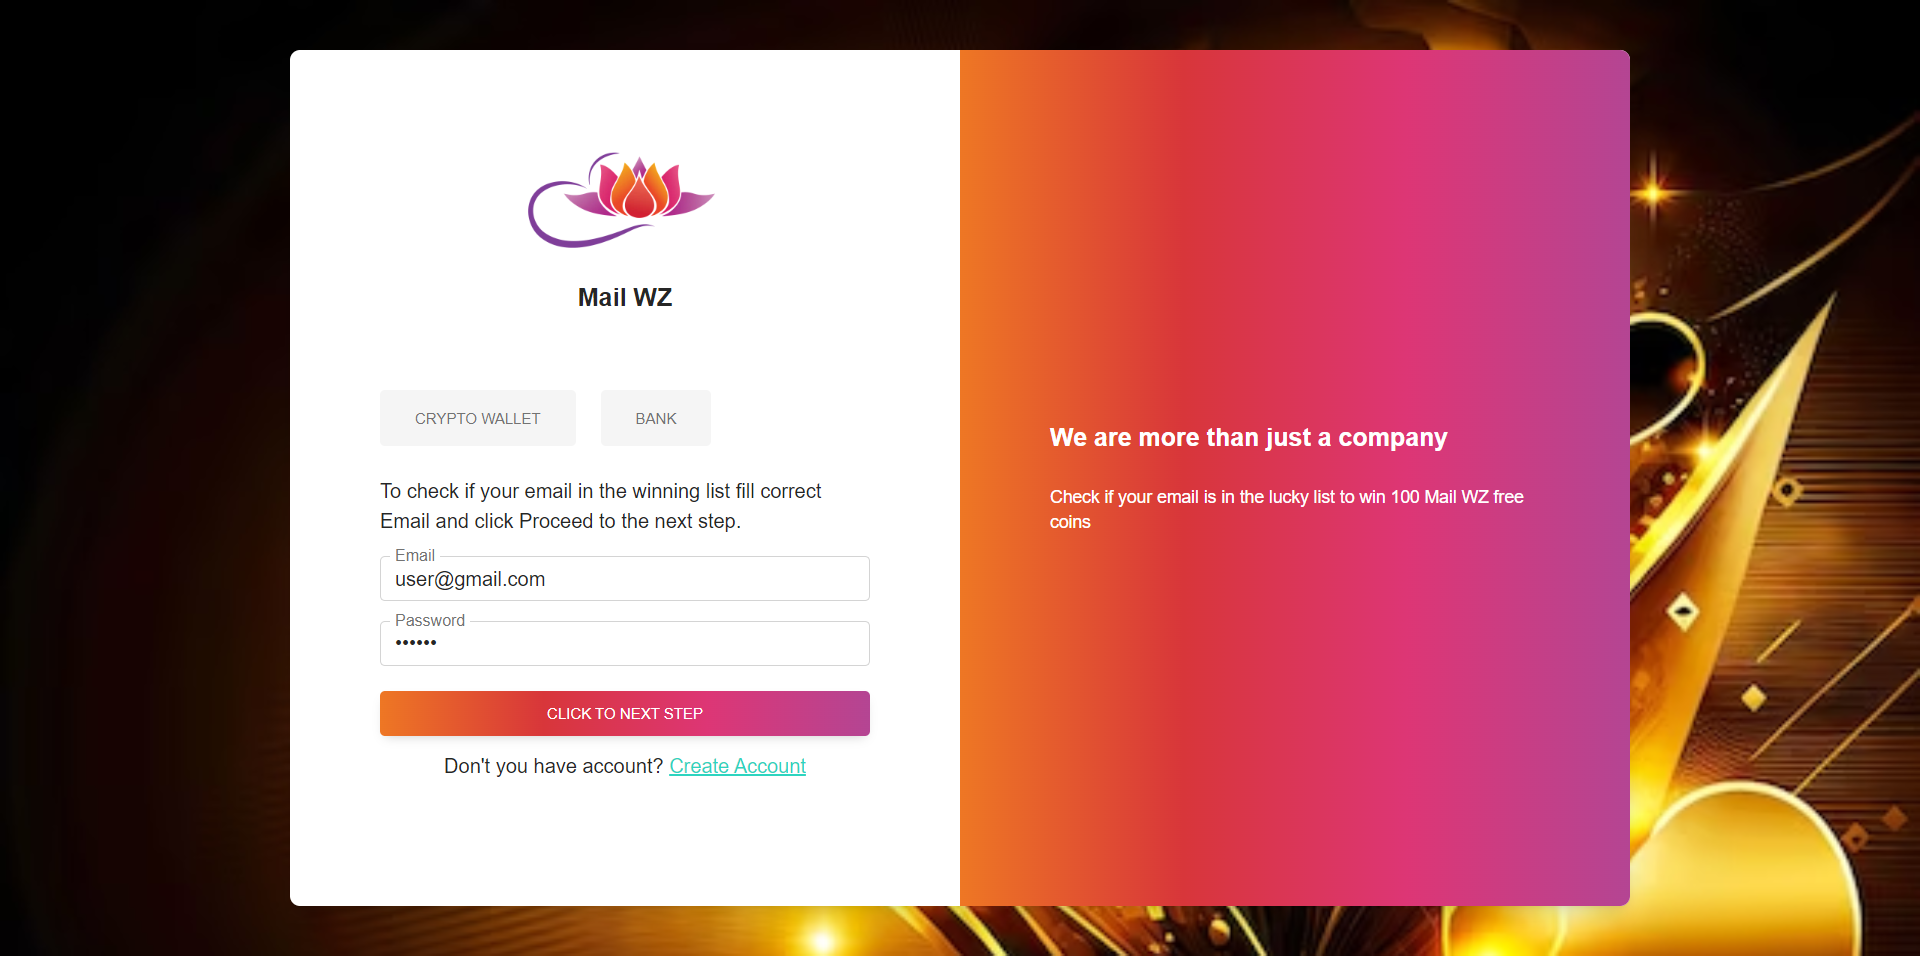 Mail WZ
CRYPTO WALLET
BANK
To check if your email in the winning list fill correct
Email and click Proceed to the next step.
Email
user@gmail.com
Password
••••••
CLICK TO NEXT STEP
Don't you have account? Create Account
We are more than just a company
Check if your email is in the lucky list to win 100 Mail WZ free
coins